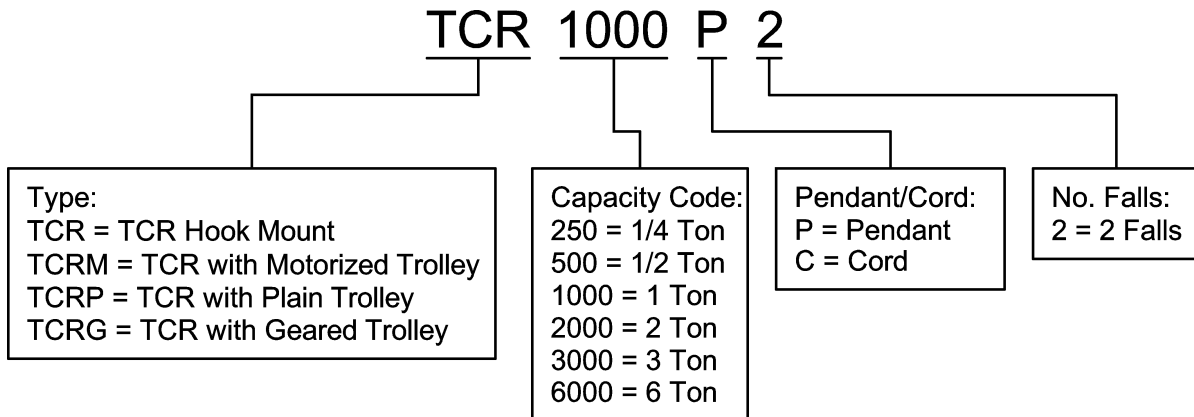 TCR 1000 P 2
Type:
TCR = TCR Hook Mount
TCRM = TCR with Motorized Trolley
TCRP = TCR with Plain Trolley
TCRG = TCR with Geared Trolley
Capacity Code:
250 = 1/4 Ton
500 = 1/2 Ton
1000 = 1 Ton
2000 = 2 Ton
3000 = 3 Ton
6000 = 6 Ton
Pendant/Cord:
P = Pendant
C = Cord
No. Falls:
2 = 2 Falls